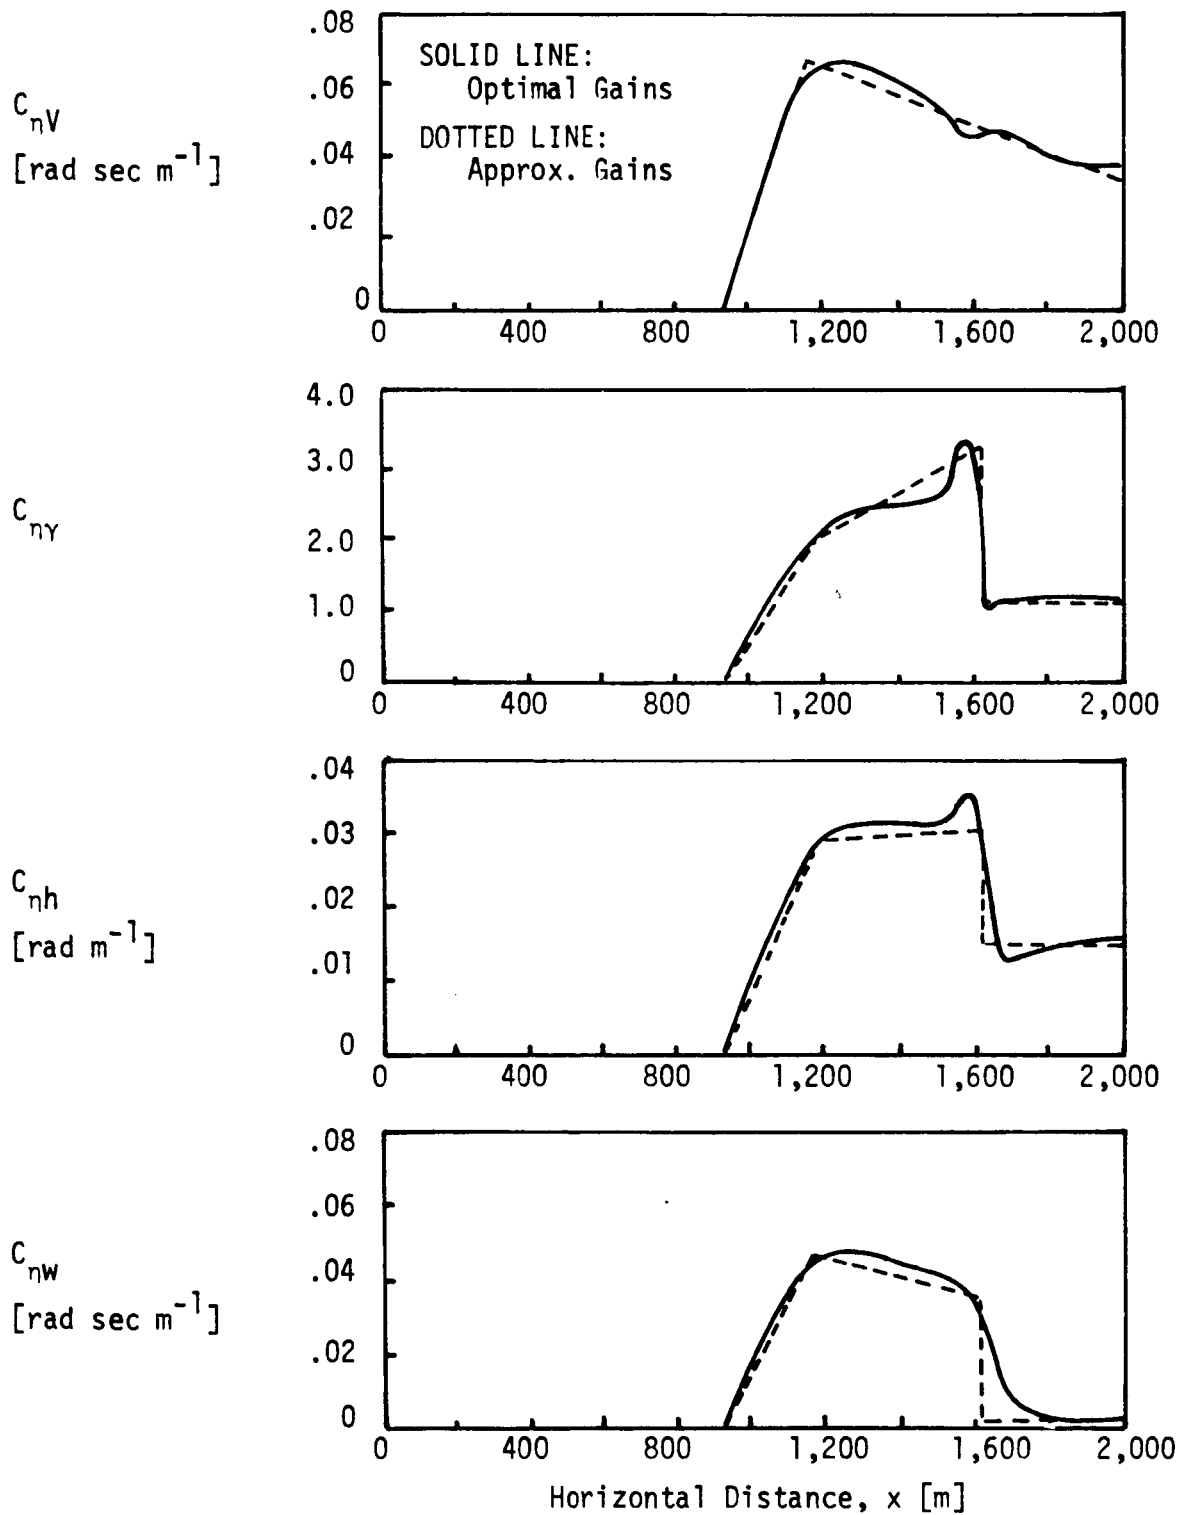 .08
SOLID LINE:
Optimal Gains
DOTTED LINE:
Approx. Gains
C_ηV
[rad sec m⁻¹]
.06
.04
.02
0
0 400 800 1,200 1,600 2,000
4.0
3.0
C_ηγ
2.0
1.0
0
0 400 800 1,200 1,600 2,000
.04
.03
C_ηh
[rad m⁻¹]
.02
.01
0
0 400 800 1,200 1,600 2,000
.08
.06
C_ηw
[rad sec m⁻¹]
.04
.02
0
0 400 800 1,200 1,600 2,000
Horizontal Distance, x [m]